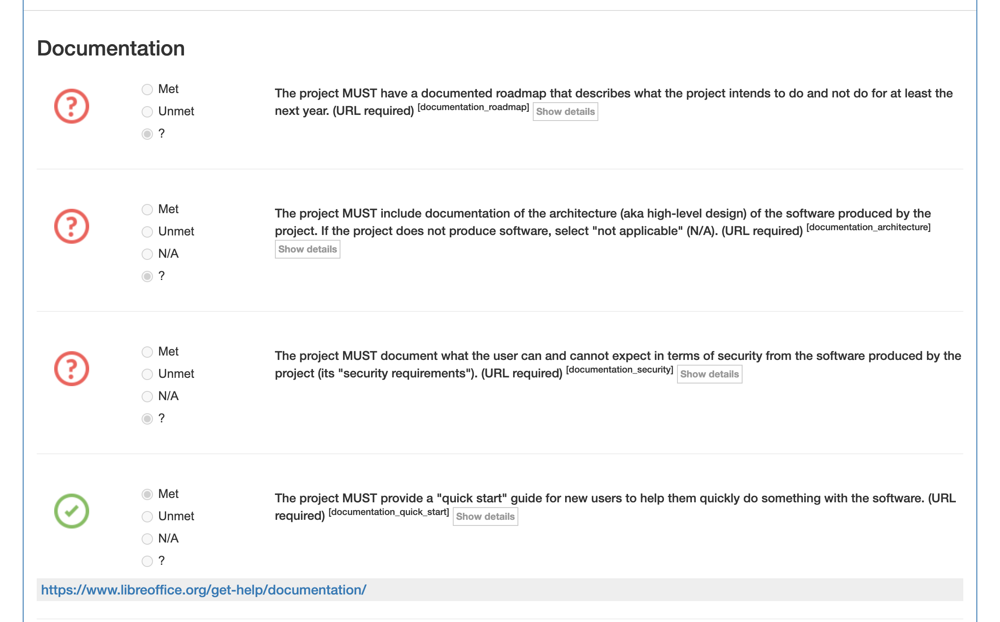 Documentation
Met
Unmet
?
The project MUST have a documented roadmap that describes what the project intends to do and not do for at least the
next year. (URL required) [documentation_roadmap] Show details
Met
Unmet
N/A
?
The project MUST include documentation of the architecture (aka high-level design) of the software produced by the
project. If the project does not produce software, select "not applicable" (N/A). (URL required) [documentation_architecture]
Show details
Met
Unmet
N/A
?
The project MUST document what the user can and cannot expect in terms of security from the software produced by the
project (its "security requirements"). (URL required) [documentation_security] Show details
Met
Unmet
N/A
?
The project MUST provide a "quick start" guide for new users to help them quickly do something with the software. (URL
required) [documentation_quick_start] Show details
https://www.libreoffice.org/get-help/documentation/